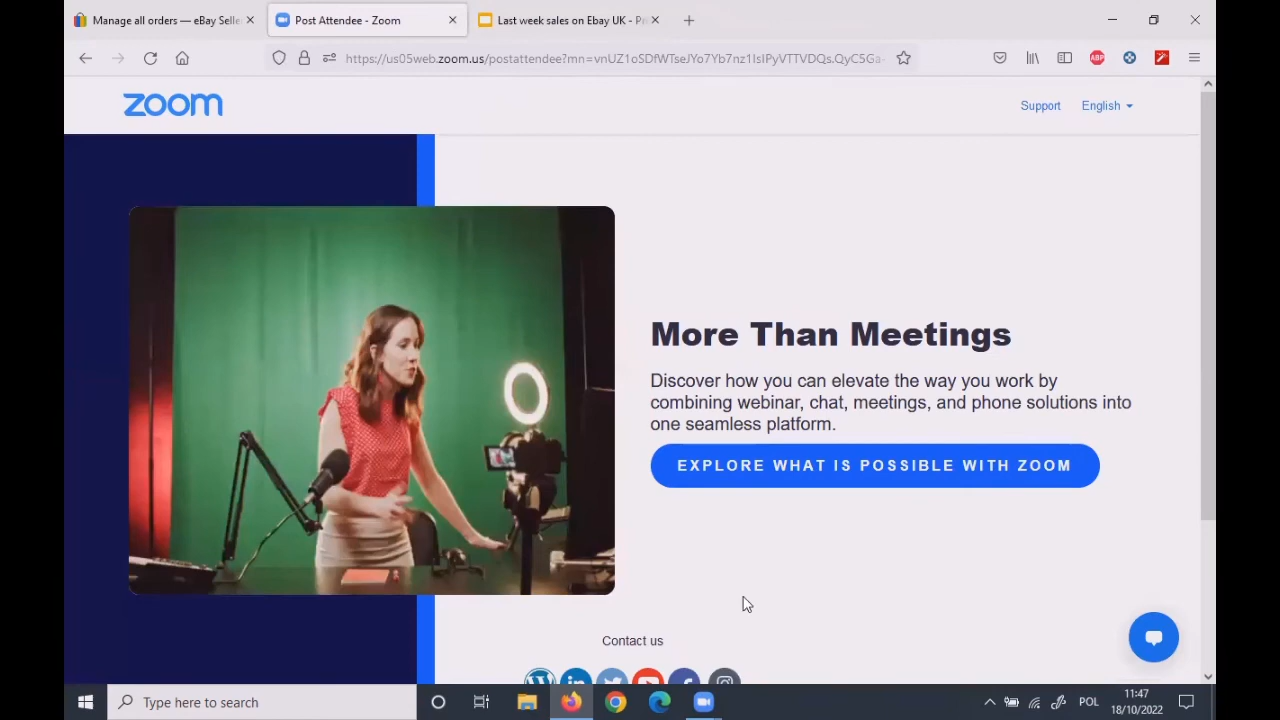 Manage all orders — eBay Selle
Post Attendee - Zoom
Last week sales on Ebay UK - P
https://us05web.zoom.us/postattendee?mn=vnUZ1oSDfWTseJYo7Yb7nz1IsIPyVTTVDQs.QyC5Ga-
ABP
zoom
Support
English
More Than Meetings
Discover how you can elevate the way you work by
combining webinar, chat, meetings, and phone solutions into
one seamless platform.
EXPLORE WHAT IS POSSIBLE WITH ZOOM
Contact us
Type here to search
POL
11:47
18/10/2022